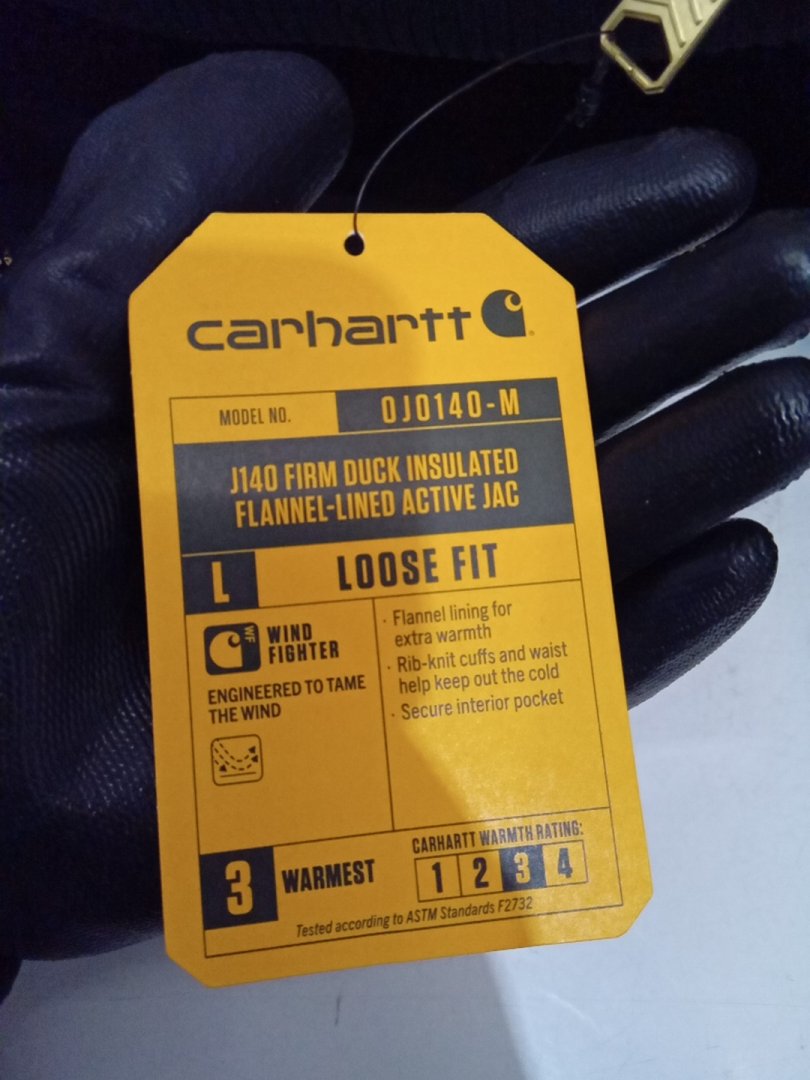 carhartt
MODEL NO. 0J0140-M
J140 FIRM DUCK INSULATED
FLANNEL-LINED ACTIVE JAC
L LOOSE FIT
WF
WIND
FIGHTER
ENGINEERED TO TAME
THE WIND
· Flannel lining for
extra warmth
· Rib-knit cuffs and waist
help keep out the cold
· Secure interior pocket
3 WARMEST
CARHARTT WARMTH RATING:
1 2 3 4
Tested according to ASTM Standards F2732